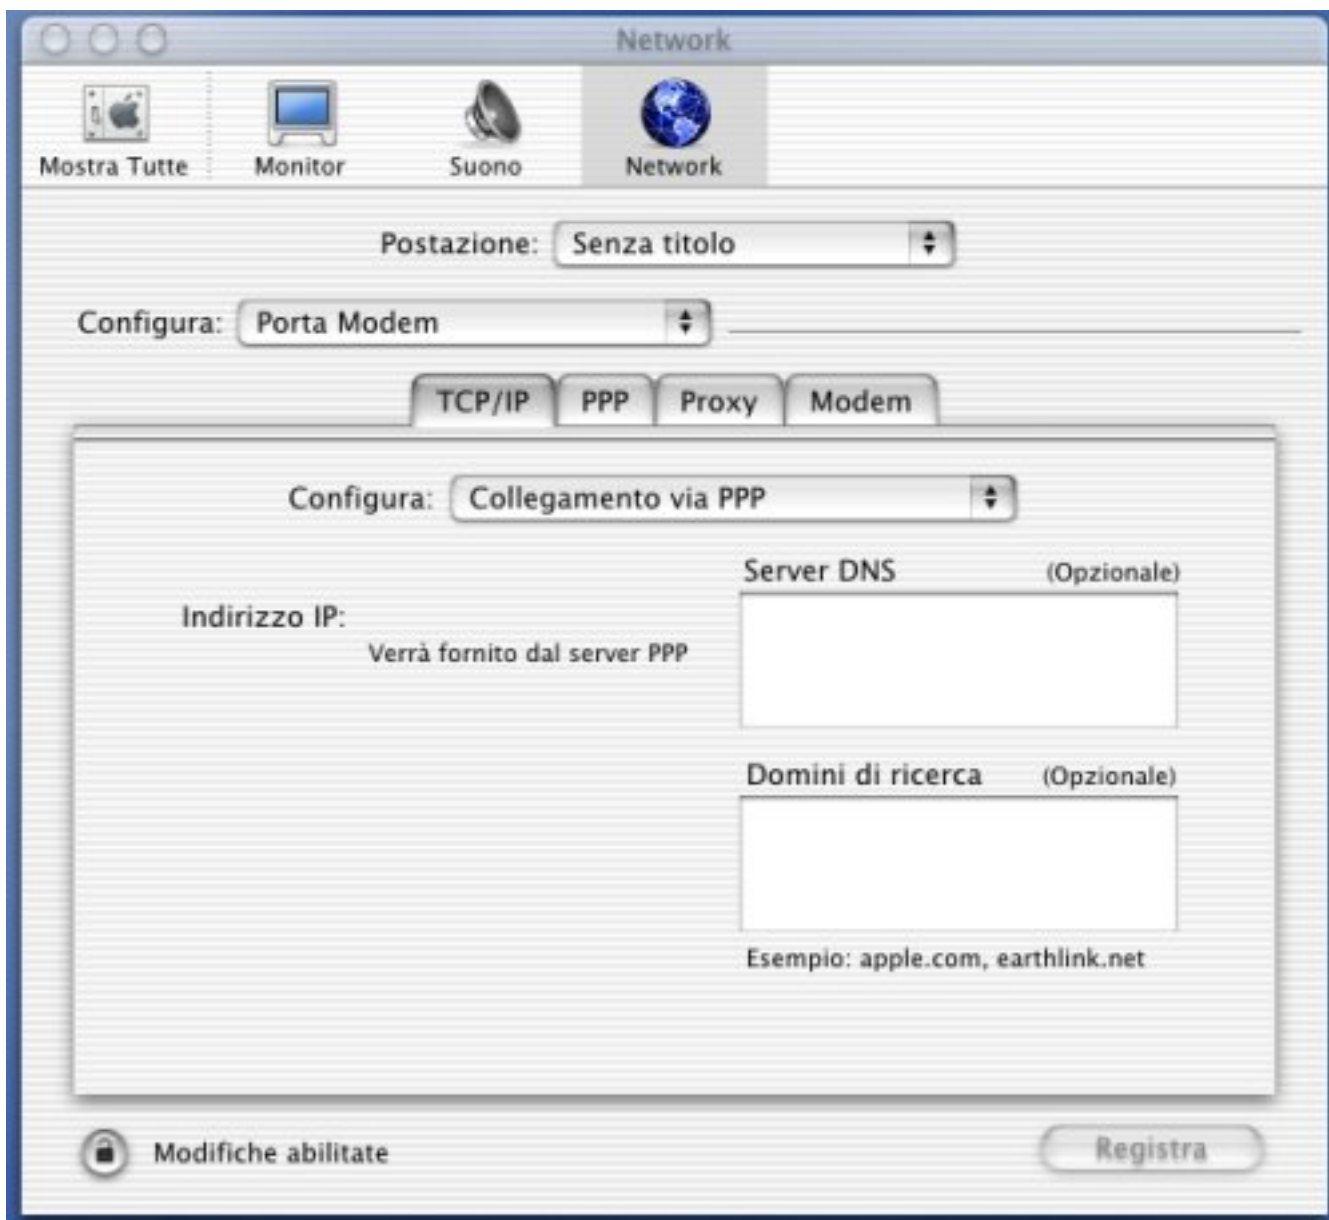 Network
Mostra Tutte Monitor Suono Network
Postazione: Senza titolo
Configura: Porta Modem
TCP/IP PPP Proxy Modem
Configura: Collegamento via PPP
Server DNS (Opzionale)
Indirizzo IP:
Verrà fornito dal server PPP
Domini di ricerca (Opzionale)
Esempio: apple.com, earthlink.net
Modifiche abilitate Registra